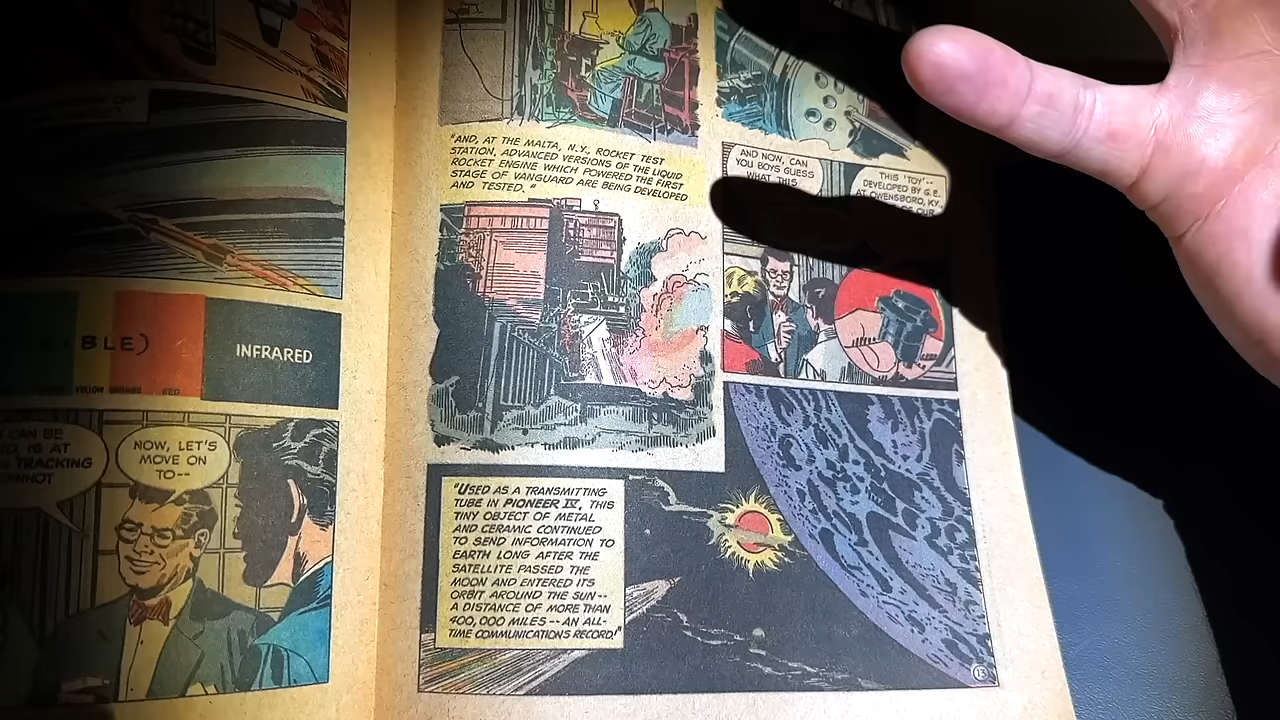 BLE)
INFRARED
YELLOW ORANGE RED
CAN BE
IS AT
TRACKING
NOW, LET'S
MOVE ON
TO--
"AND, AT THE MALTA, N.Y., ROCKET TEST
STATION, ADVANCED VERSIONS OF THE LIQUID
ROCKET ENGINE WHICH POWERED THE FIRST
STAGE OF VANGUARD ARE BEING DEVELOPED
AND TESTED."
AND NOW, CAN
YOU BOYS GUESS
WHAT THIS
THIS 'TOY'--
DEVELOPED BY G.E.
AT OWENSBORO, KY.
OUR
"USED AS A TRANSMITTING
TUBE IN PIONEER IV, THIS
TINY OBJECT OF METAL
AND CERAMIC CONTINUED
TO SEND INFORMATION TO
EARTH LONG AFTER THE
SATELLITE PASSED THE
MOON AND ENTERED ITS
ORBIT AROUND THE SUN--
A DISTANCE OF MORE THAN
400,000 MILES--AN ALL-
TIME COMMUNICATIONS RECORD!"
13